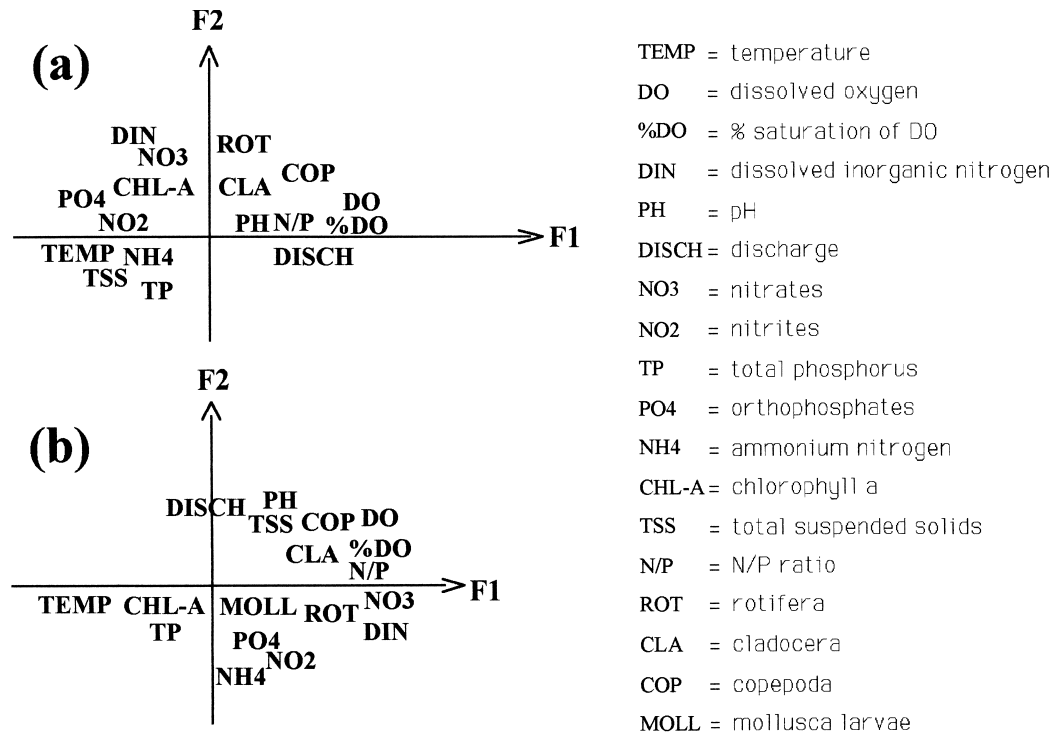 F2
(a)
DIN
ROT
NO3
COP
CHL-A
CLA
PO4
DO
NO2
PH
N/P
%DO
F1
TEMP
NH4
DISCH
TSS
TP
F2
(b)
DISCH
PH
TSS
COP
DO
CLA
%DO
N/P
F1
TEMP
CHL-A
MOLL
ROT
NO3
TP
DIN
PO4
NO2
NH4
TEMP = temperature
DO = dissolved oxygen
%DO = % saturation of DO
DIN = dissolved inorganic nitrogen
PH = pH
DISCH = discharge
NO3 = nitrates
NO2 = nitrites
TP = total phosphorus
PO4 = orthophosphates
NH4 = ammonium nitrogen
CHL-A = chlorophyll a
TSS = total suspended solids
N/P = N/P ratio
ROT = rotifera
CLA = cladocera
COP = copepoda
MOLL = mollusca larvae